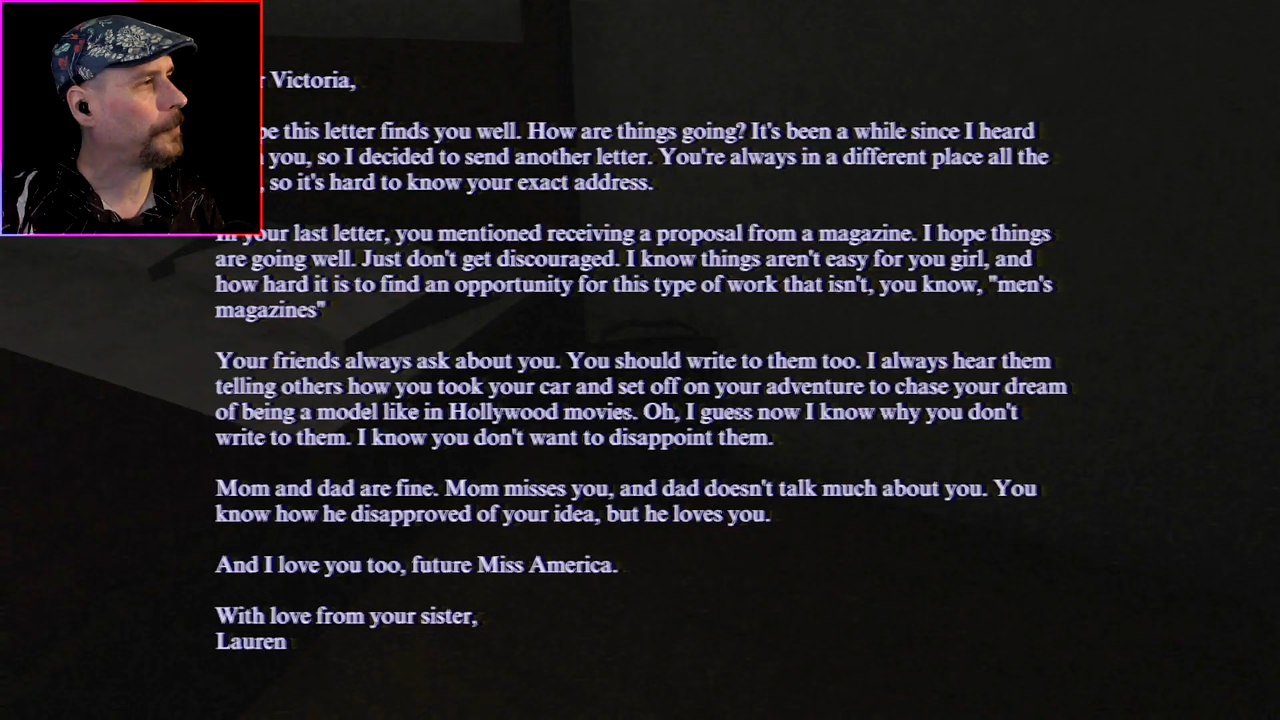 Victoria,
this letter finds you well. How are things going? It's been a while since I heard
you, so I decided to send another letter. You're always in a different place all the
so it's hard to know your exact address.
In your last letter, you mentioned receiving a proposal from a magazine. I hope things
are going well. Just don't get discouraged. I know things aren't easy for you girl, and
how hard it is to find an opportunity for this type of work that isn't, you know, "men's
magazines"
Your friends always ask about you. You should write to them too. I always hear them
telling others how you took your car and set off on your adventure to chase your dream
of being a model like in Hollywood movies. Oh, I guess now I know why you don't
write to them. I know you don't want to disappoint them.
Mom and dad are fine. Mom misses you, and dad doesn't talk much about you. You
know how he disapproved of your idea, but he loves you.
And I love you too, future Miss America.
With love from your sister,
Lauren